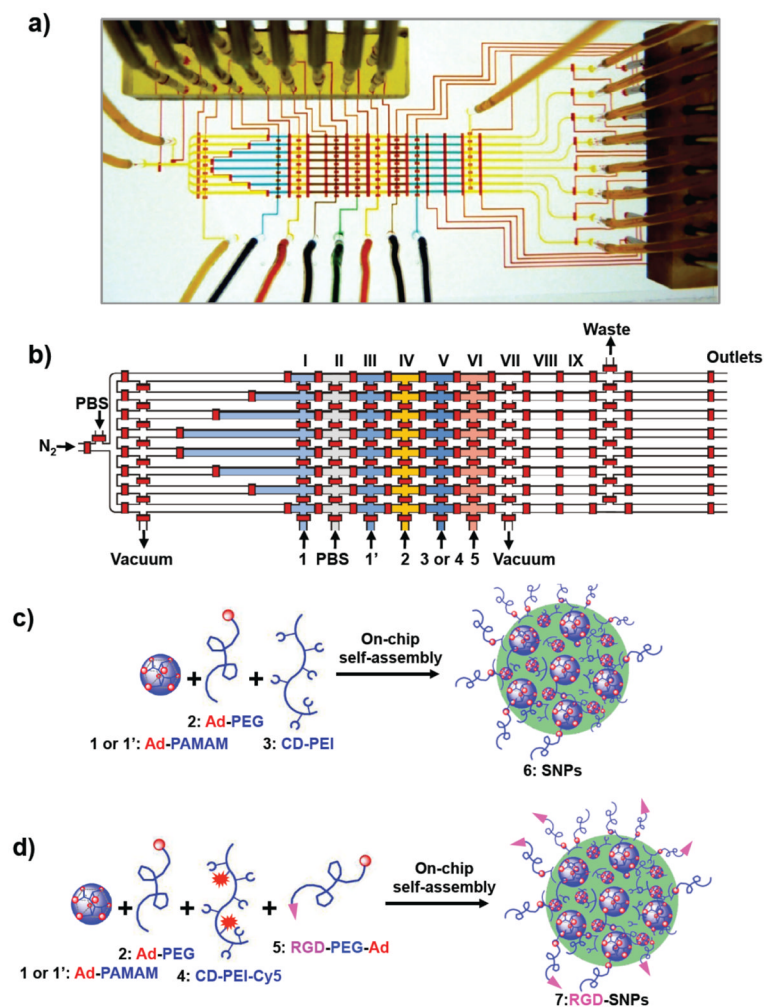 a)
b)
I II III IV V VI VII VIII IX
Waste
Outlets
PBS
N2
Vacuum
1 PBS 1' 2 3 or 4 5 Vacuum
c)
On-chip
self-assembly
2: Ad-PEG
1 or 1': Ad-PAMAM
3: CD-PEI
6: SNPs
d)
On-chip
self-assembly
2: Ad-PEG
5: RGD-PEG-Ad
1 or 1': Ad-PAMAM
4: CD-PEI-Cy5
7:RGD-SNPs